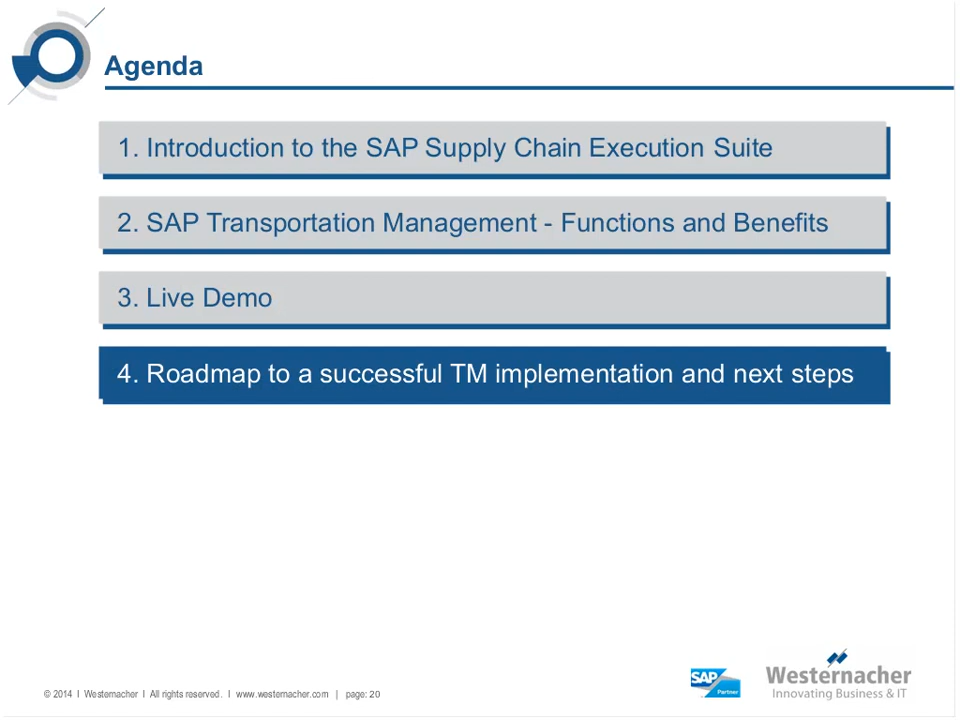 Agenda
1. Introduction to the SAP Supply Chain Execution Suite
2. SAP Transportation Management - Functions and Benefits
3. Live Demo
4. Roadmap to a successful TM implementation and next steps
© 2014 I Westernacher I All rights reserved. I www.westernacher.com | page: 20
SAP
Partner
Westernacher
Innovating Business & IT